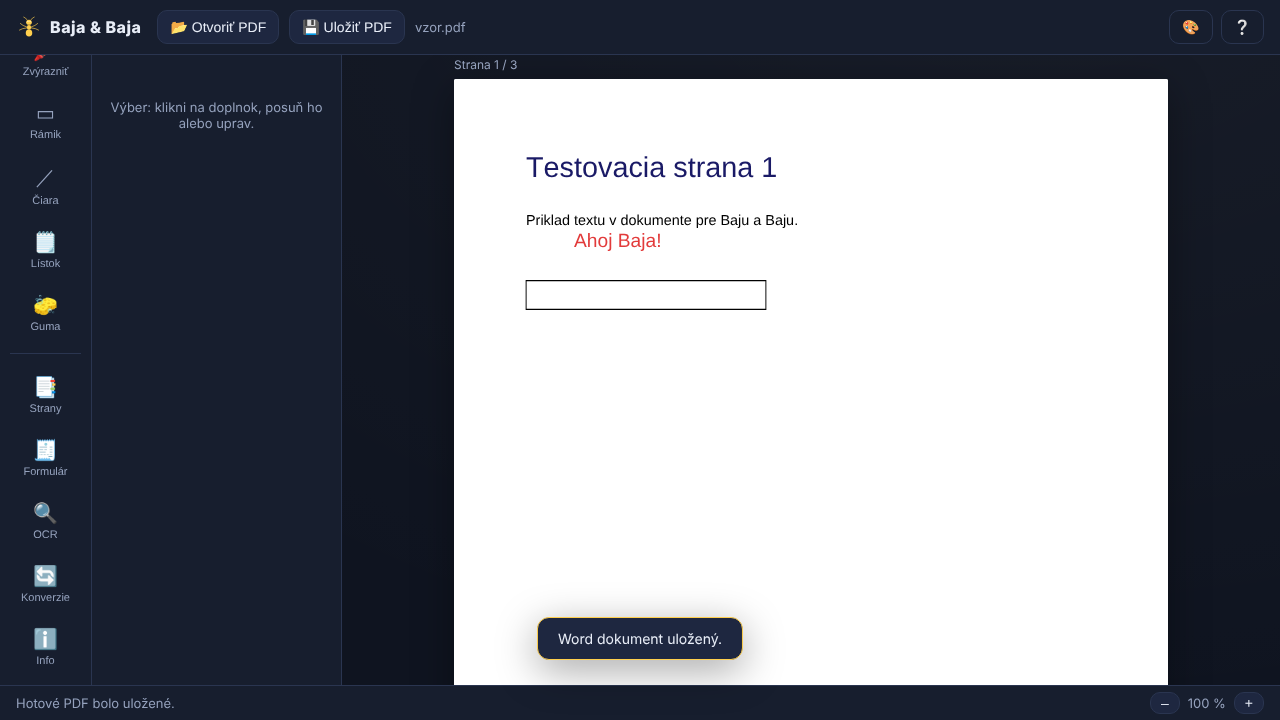 Baja & Baja
Otvoriť PDF
Uložiť PDF
vzor.pdf
Zvýrazniť
Rámik
Čiara
Lístok
Guma
Strany
Formulár
OCR
Konverzie
Info
Výber: klikni na doplnok, posuň ho
alebo uprav.
Strana 1 / 3
Testovacia strana 1
Priklad textu v dokumente pre Baju a Baju.
Ahoj Baja!
Word dokument uložený.
Hotové PDF bolo uložené.
– 100 % +